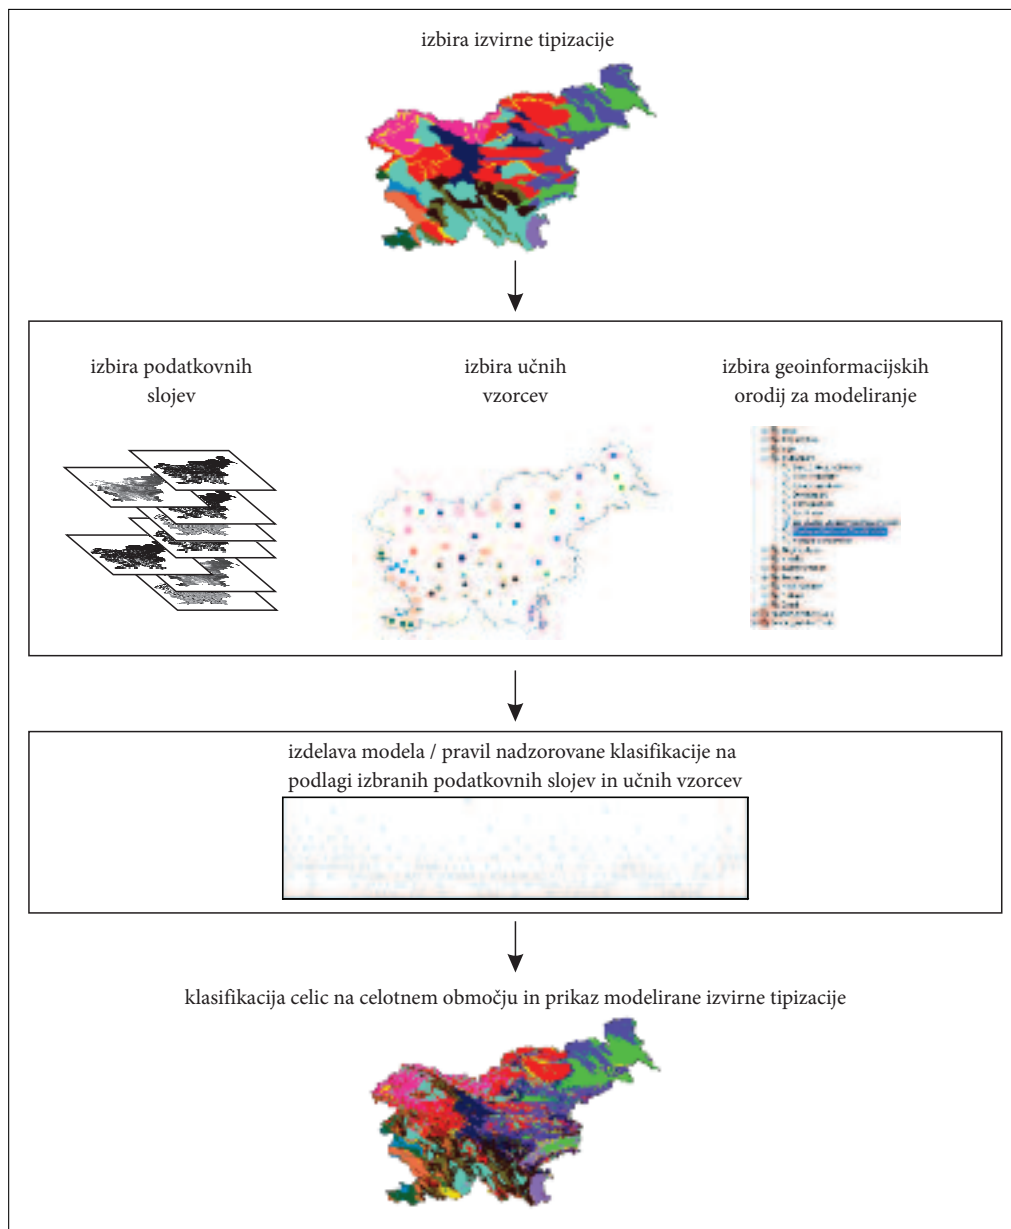 izbira izvirne tipizacije
izbira podatkovnih
slojev
izbira učnih
vzorcev
izbira geoinformacijskih
orodij za modeliranje
izdelava modela / pravil nadzorovane klasifikacije na
podlagi izbranih podatkovnih slojev in učnih vzorcev
klasifikacija celic na celotnem območju in prikaz modelirane izvirne tipizacije